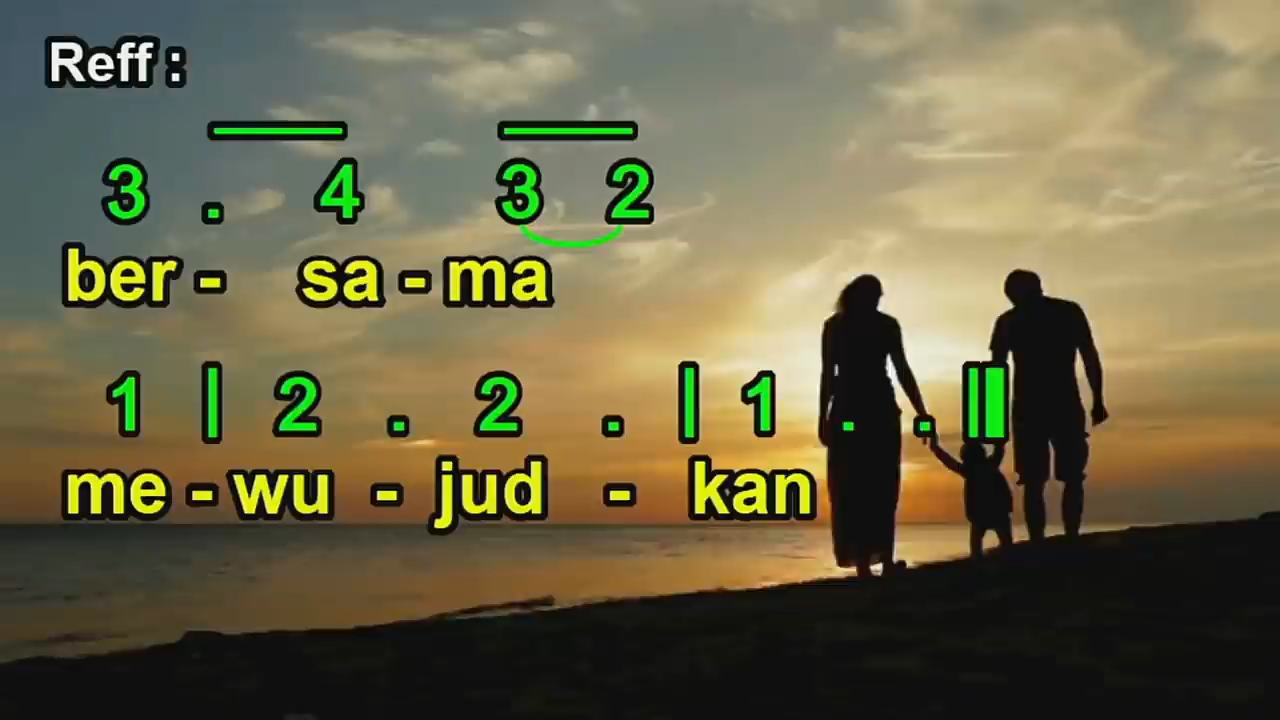 Reff :
3 . 4 3 2
ber - sa - ma
1 | 2 . 2 . | 1 . . ||
me - wu - jud - kan